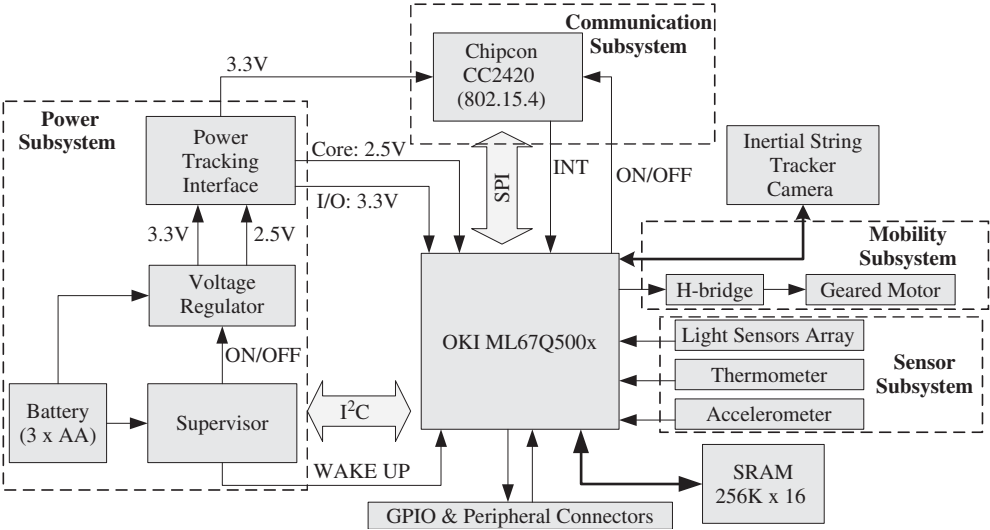 Communication
Subsystem
Chipcon
CC2420
(802.15.4)
3.3V
Power
Subsystem
Power
Tracking
Interface
Core: 2.5V
I/O: 3.3V
SPI
INT
ON/OFF
Inertial String
Tracker
Camera
3.3V
2.5V
Mobility
Subsystem
Voltage
Regulator
H-bridge
Geared Motor
OKI ML67Q500x
Light Sensors Array
Sensor
Subsystem
Thermometer
Accelerometer
ON/OFF
Battery
(3 x AA)
Supervisor
I²C
WAKE UP
SRAM
256K x 16
GPIO & Peripheral Connectors